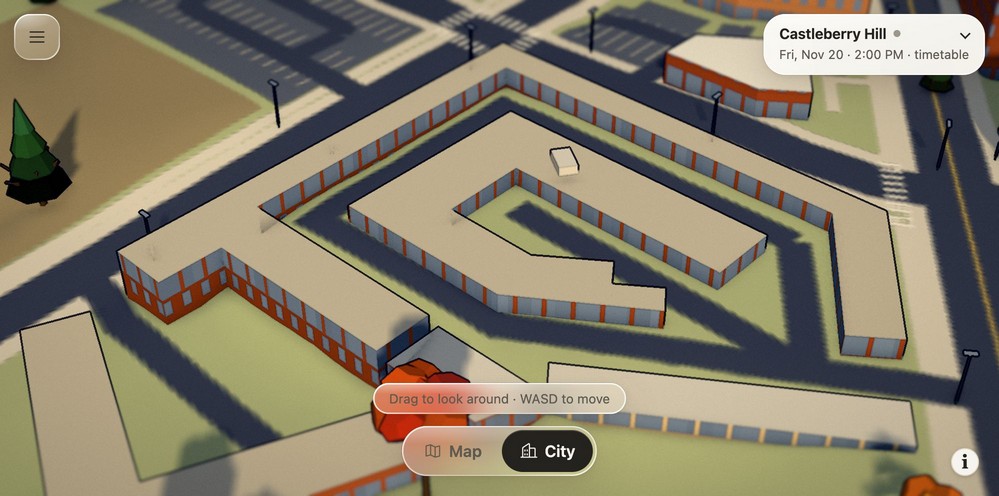 Castleberry Hill
Fri, Nov 20 · 2:00 PM · timetable
Drag to look around · WASD to move
Map
City
i